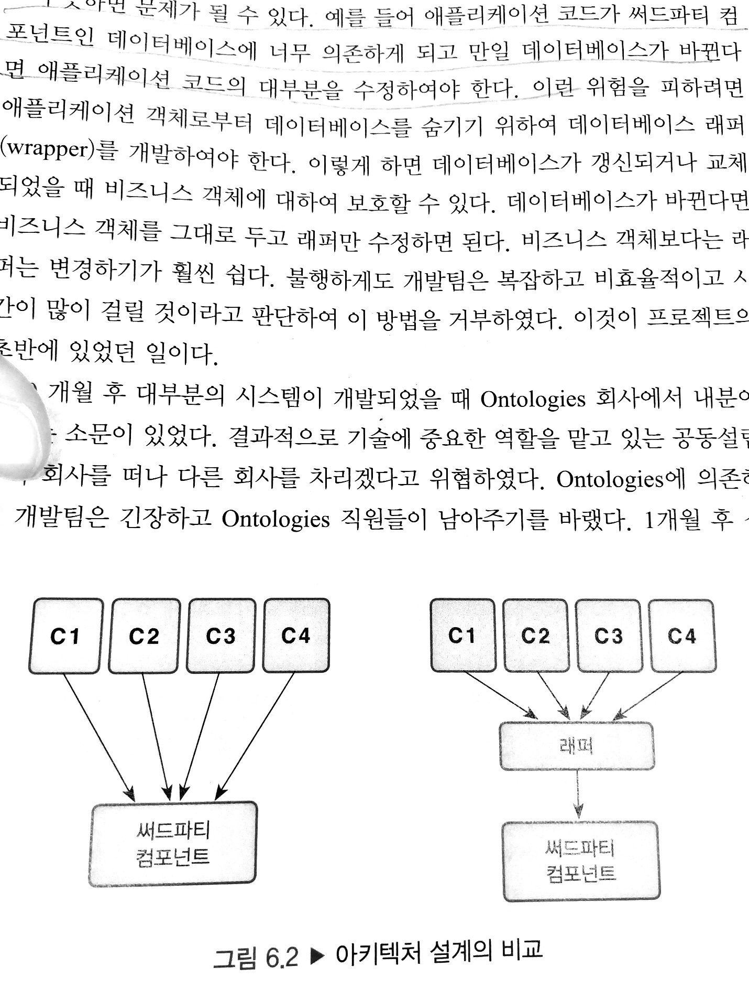 문제가 될 수 있다. 예를 들어 애플리케이션 코드가 써드파티 컴
포넌트인 데이터베이스에 너무 의존하게 되고 만일 데이터베이스가 바뀐다
면 애플리케이션 코드의 대부분을 수정하여야 한다. 이런 위험을 피하려면
애플리케이션 객체로부터 데이터베이스를 숨기기 위하여 데이터베이스 래퍼
(wrapper)를 개발하여야 한다. 이렇게 하면 데이터베이스가 갱신되거나 교체
되었을 때 비즈니스 객체에 대하여 보호할 수 있다. 데이터베이스가 바뀐다면
비즈니스 객체를 그대로 두고 래퍼만 수정하면 된다. 비즈니스 객체보다는 래
퍼는 변경하기가 훨씬 쉽다. 불행하게도 개발팀은 복잡하고 비효율적이고 시
간이 많이 걸릴 것이라고 판단하여 이 방법을 거부하였다. 이것이 프로젝트의
초반에 있었던 일이다.
개월 후 대부분의 시스템이 개발되었을 때 Ontologies 회사에서
소문이 있었다. 결과적으로 기술에 중요한 역할을 맡고 있는
회사를 떠나 다른 회사를 차리겠다고 위협하였다. Ontologies에
개발팀은 긴장하고 Ontologies 직원들이 남아주기를 바랬다. 1개월 후
C1 C2 C3 C4
C1 C2 C3 C4
래퍼
써드파티
컴포넌트
써드파티
컴포넌트
그림 6.2 ▶ 아키텍처 설계의 비교